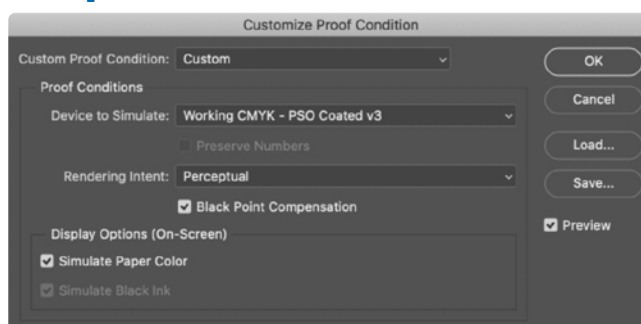 Customize Proof Condition
Custom Proof Condition: Custom
OK
Proof Conditions
Cancel
Device to Simulate: Working CMYK - PSO Coated v3
Preserve Numbers
Load...
Rendering Intent: Perceptual
Save...
Black Point Compensation
Preview
Display Options (On-Screen)
Simulate Paper Color
Simulate Black Ink